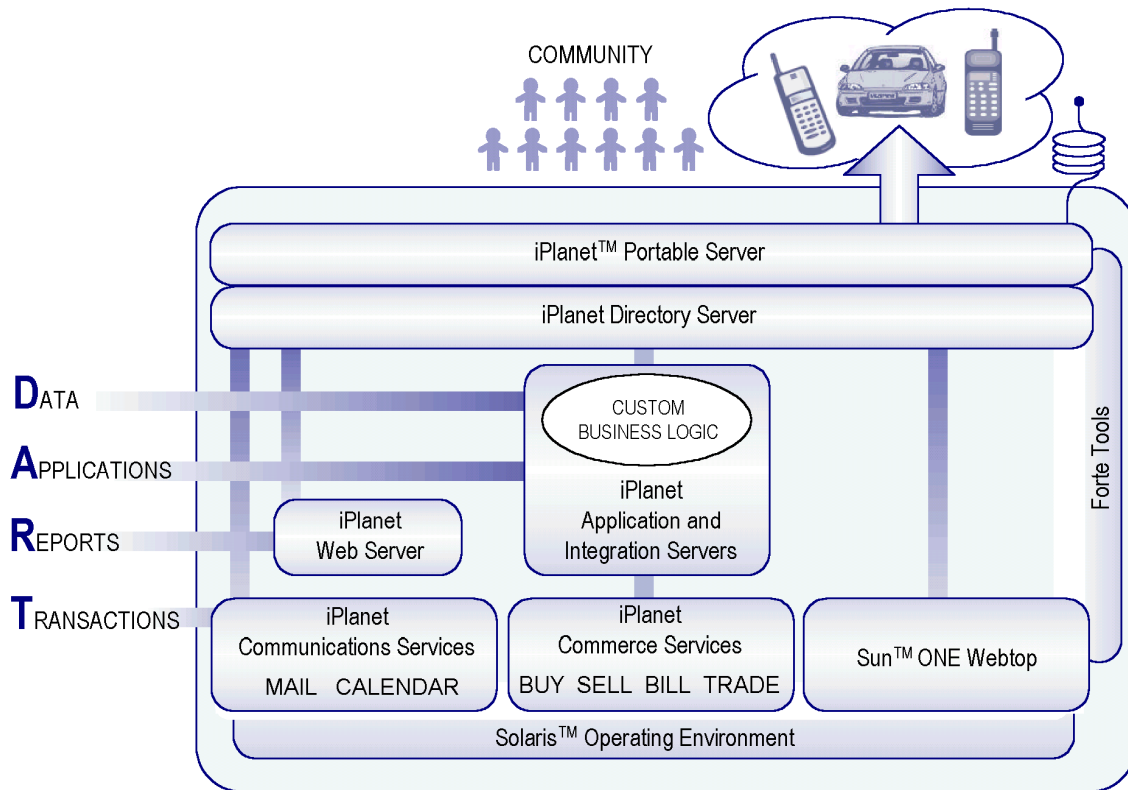 COMMUNITY
iPlanet™ Portable Server
iPlanet Directory Server
DATA
CUSTOM
BUSINESS LOGIC
APPLICATIONS
iPlanet
Application and
Integration Servers
REPORTS
iPlanet
Web Server
Forte Tools
TRANSACTIONS
iPlanet
Communications Services
MAIL CALENDAR
iPlanet
Commerce Services
BUY SELL BILL TRADE
Sun™ ONE Webtop
Solaris™ Operating Environment